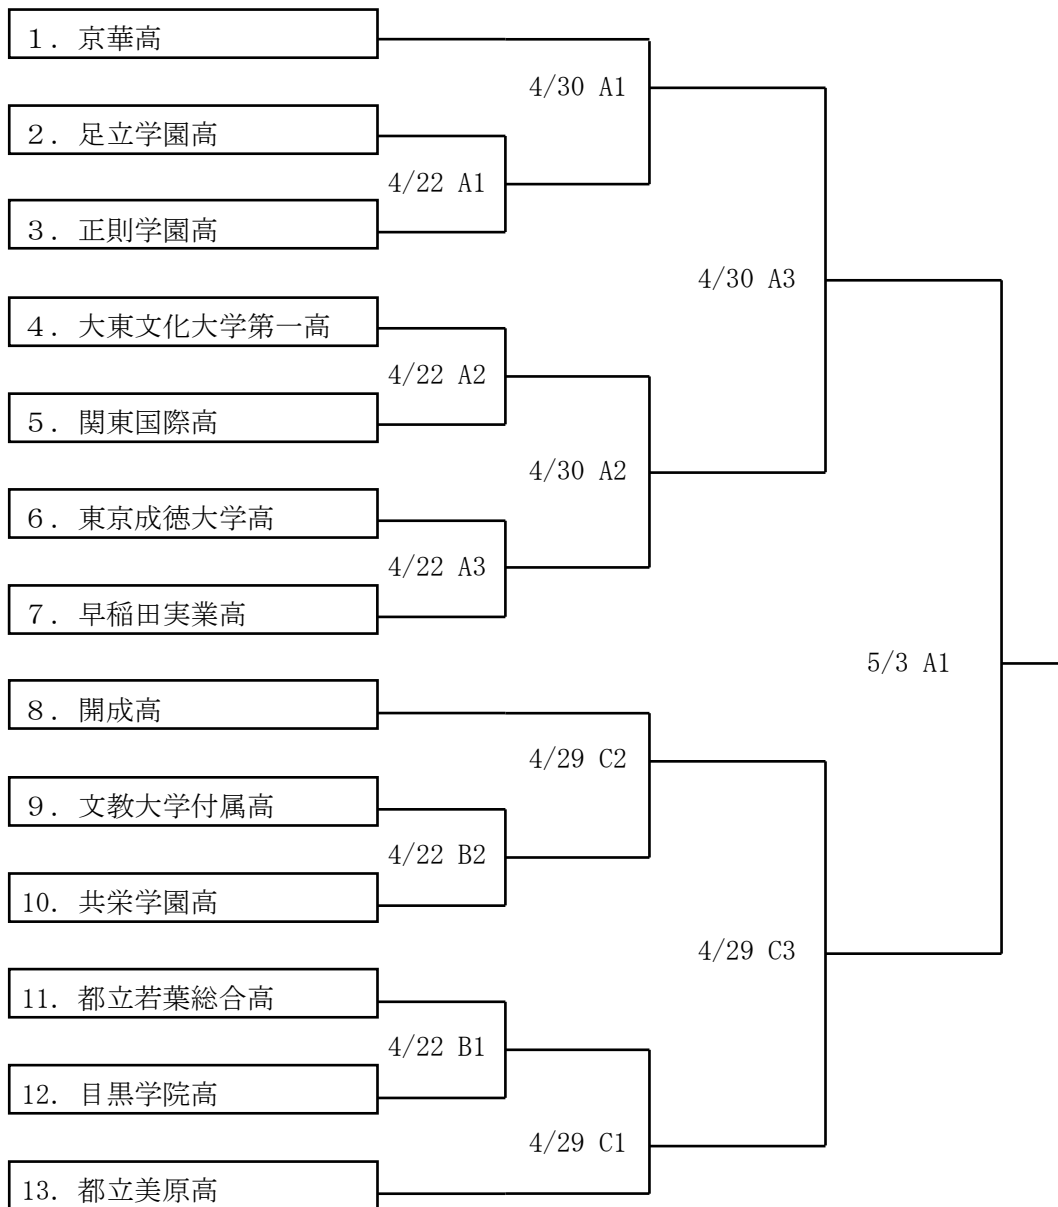 １．京華高
4/30 A1
２．足立学園高
4/22 A1
３．正則学園高
4/30 A3
４．大東文化大学第一高
4/22 A2
５．関東国際高
4/30 A2
６．東京成徳大学高
4/22 A3
７．早稲田実業高
5/3 A1
８．開成高
4/29 C2
９．文教大学付属高
4/22 B2
10．共栄学園高
4/29 C3
11．都立若葉総合高
4/22 B1
12．目黒学院高
4/29 C1
13．都立美原高